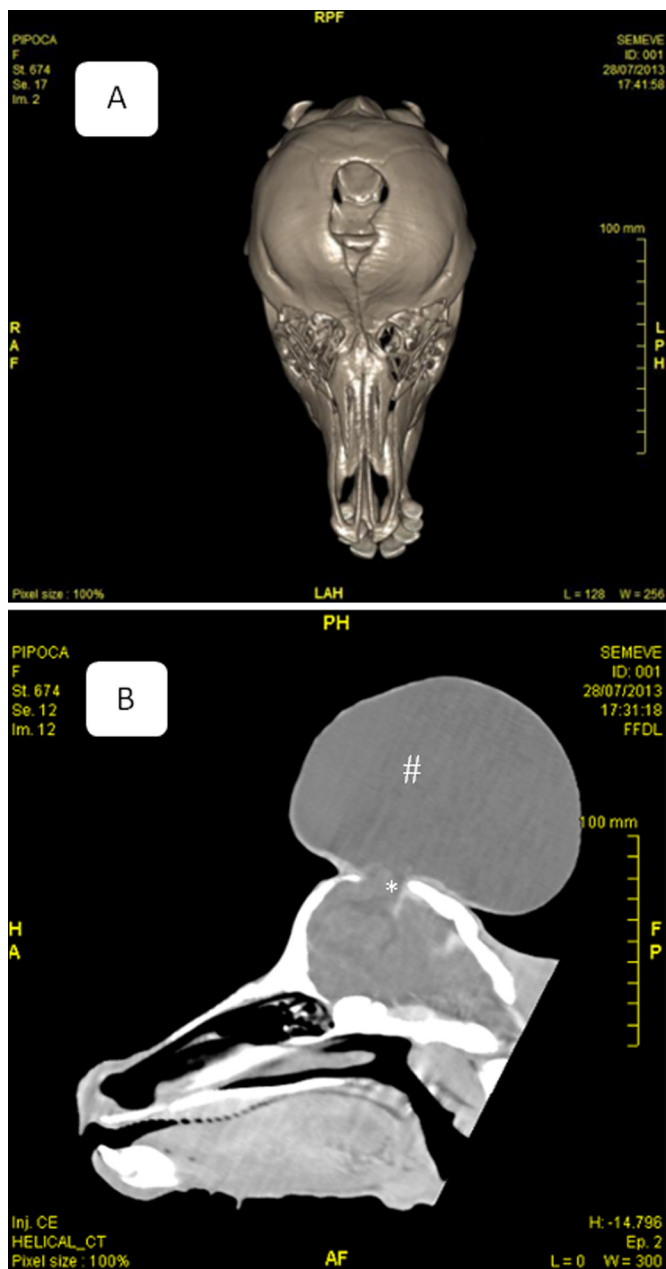 RPF
PIPOCA
F
St. 674
Se. 17
Im. 2
A
SEMEVE
ID: 001
28/07/2013
17:41:58
100 mm
R
A
F
L
P
H
Pixel size : 100%
LAH
L = 128 W = 256
PH
PIPOCA
F
St. 674
Se. 12
Im. 12
B
SEMEVE
ID: 001
28/07/2013
17:31:18
FFDL
#
100 mm
*
H
A
F
P
Inj. CE
HELICAL_CT
Pixel size : 100%
AF
H: -14.796
Ep. 2
L = 0 W = 300